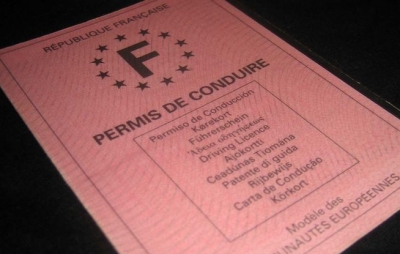 RÉPUBLIQUE FRANÇAISE
F
PERMIS DE CONDUIRE
Permiso de Conducción
Kørekort
Führerschein
Driving Licence
Ajokortti
Ceadúnas Tiomána
Patente di guida
Rijbewijs
Carta de Condução
Körkort
Modèle des
UNAUTÉS EUROPÉENNES